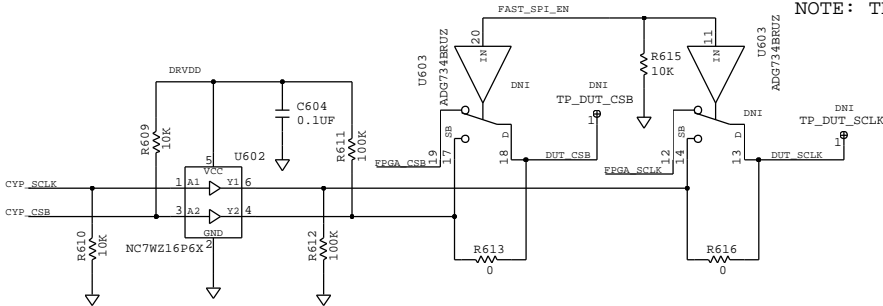 NOTE: T
FAST_SPI_EN
20
IN
U603
ADG734BRUZ
DNI
R615
10K
DNI
TP_DUT_CSB
1
11
IN
U603
ADG734BRUZ
DNI
DNI
TP_DUT_SCLK
1
DRVDD
C604
0.1UF
R609
10K
R611
100K
U602
5
VCC
FPGA_CSB
19
SB
17
D
18
DUT_CSB
FPGA_SCLK
12
SB
14
D
13
DUT_SCLK
CYP_SCLK
1
A1
Y1
6
CYP_CSB
3
A2
Y2
4
GND
2
NC7WZ16P6X
R610
10K
R612
100K
R613
0
R616
0